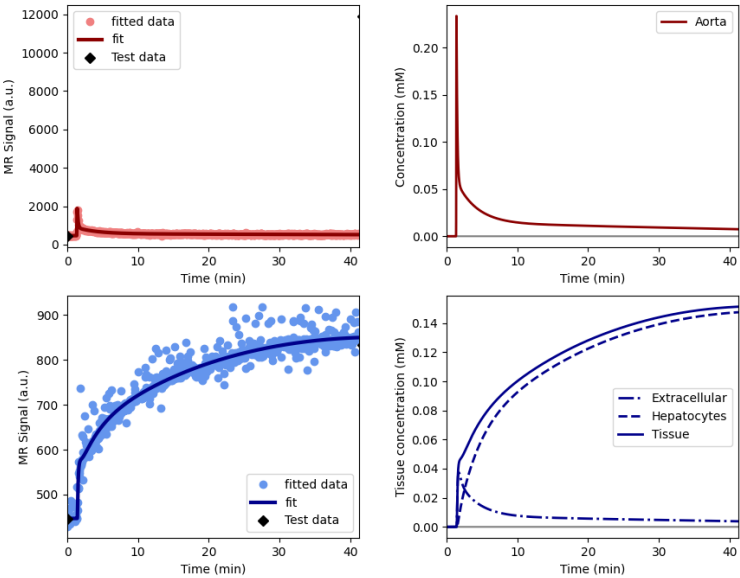 12000
10000
8000
6000
4000
2000
0
MR Signal (a.u.)
fitted data
fit
Test data
0 10 20 30 40
Time (min)
0.20
0.15
0.10
0.05
0.00
Concentration (mM)
Aorta
0 10 20 30 40
Time (min)
900
800
700
600
500
MR Signal (a.u.)
fitted data
fit
Test data
0 10 20 30 40
Time (min)
0.14
0.12
0.10
0.08
0.06
0.04
0.02
0.00
Tissue concentration (mM)
Extracellular
Hepatocytes
Tissue
0 10 20 30 40
Time (min)